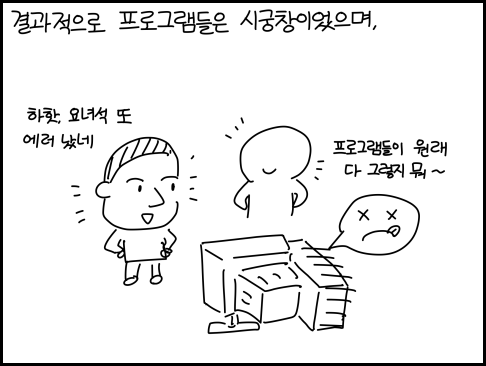 결과적으로 프로그램들은 시궁창이었으며,
하핫, 요녀석 또
에러 났네
프로그램들이 원래
다 그렇지 뭐~